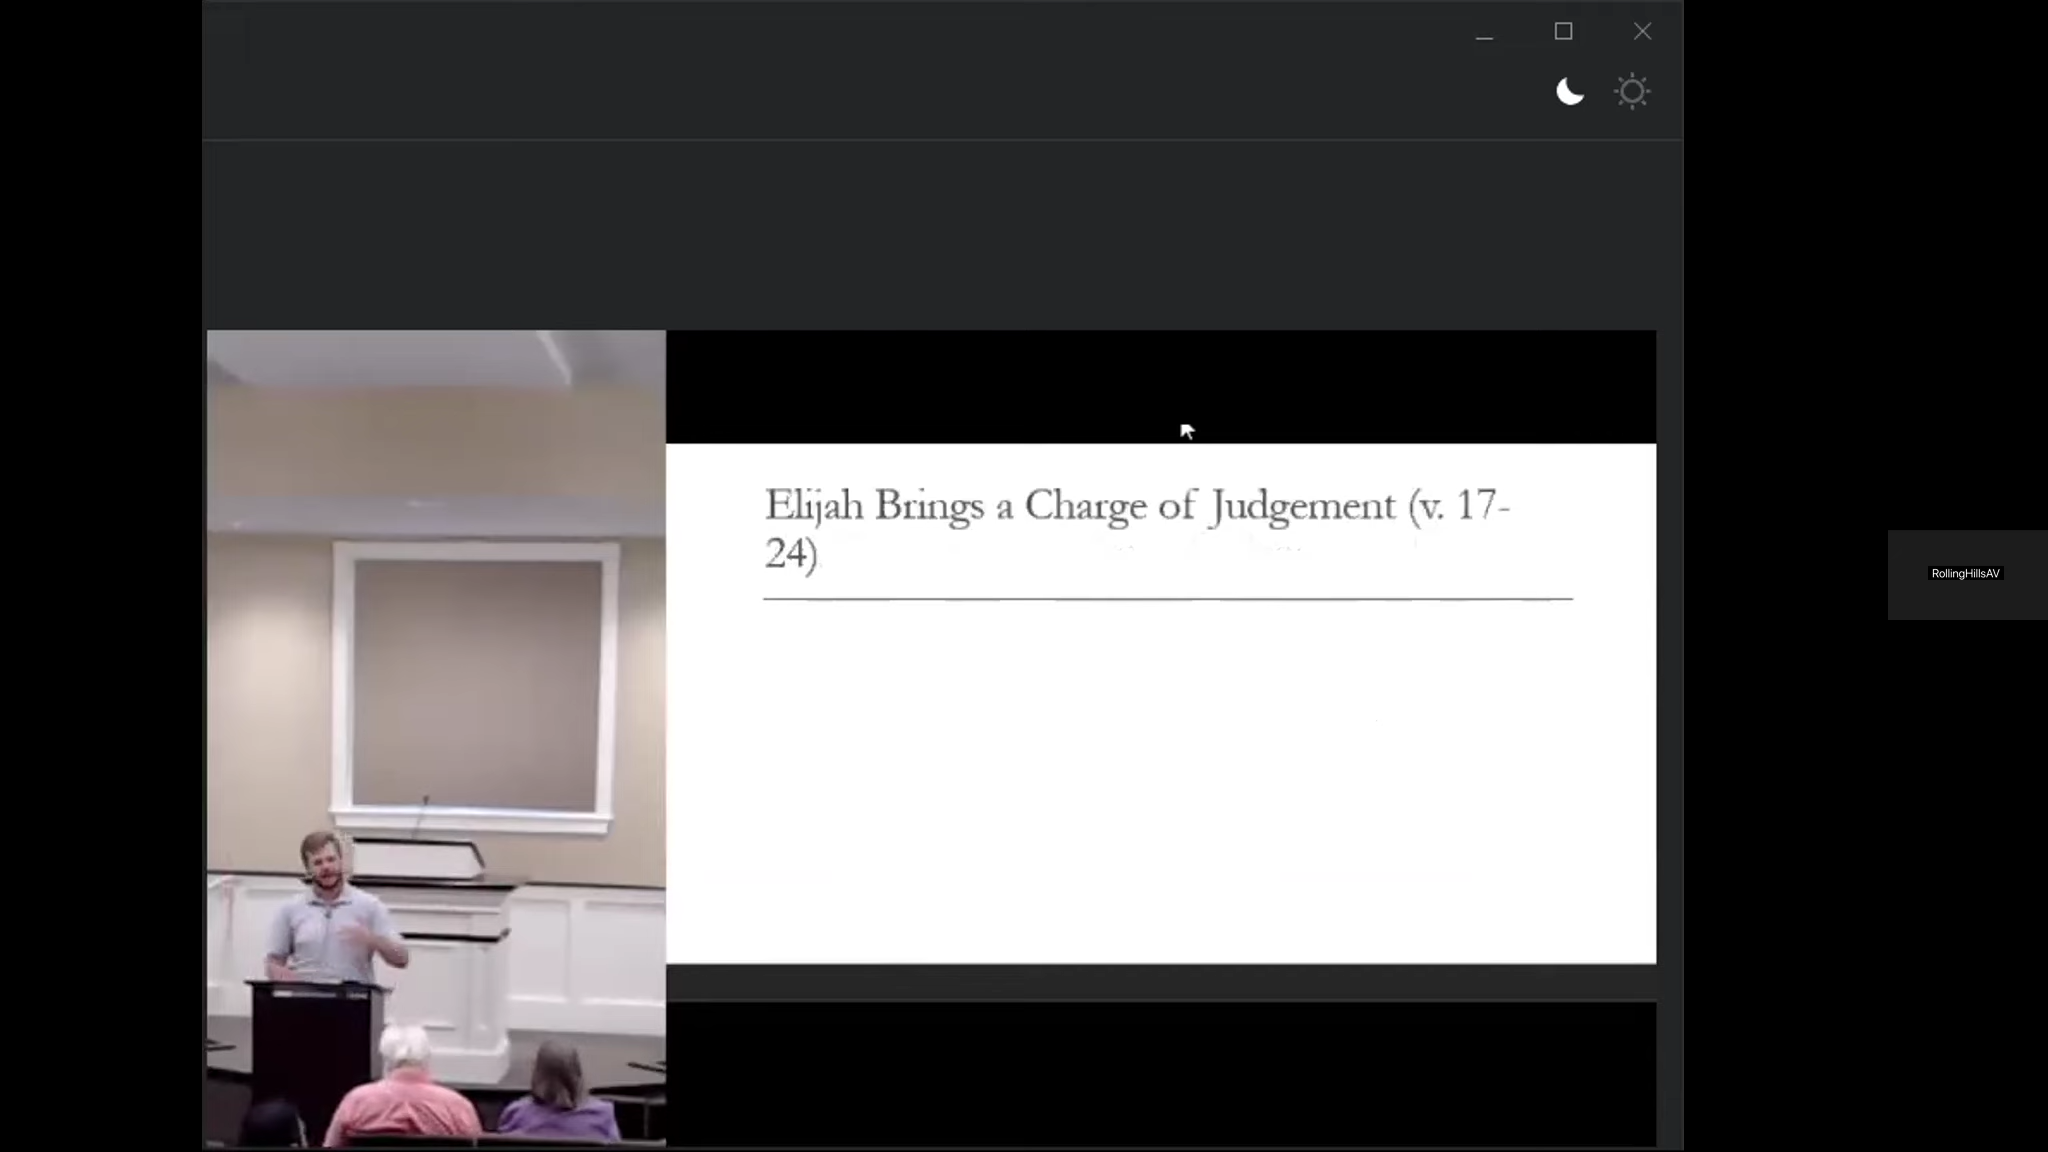 Elijah Brings a Charge of Judgement (v. 17-
24)
RollingHillsAV